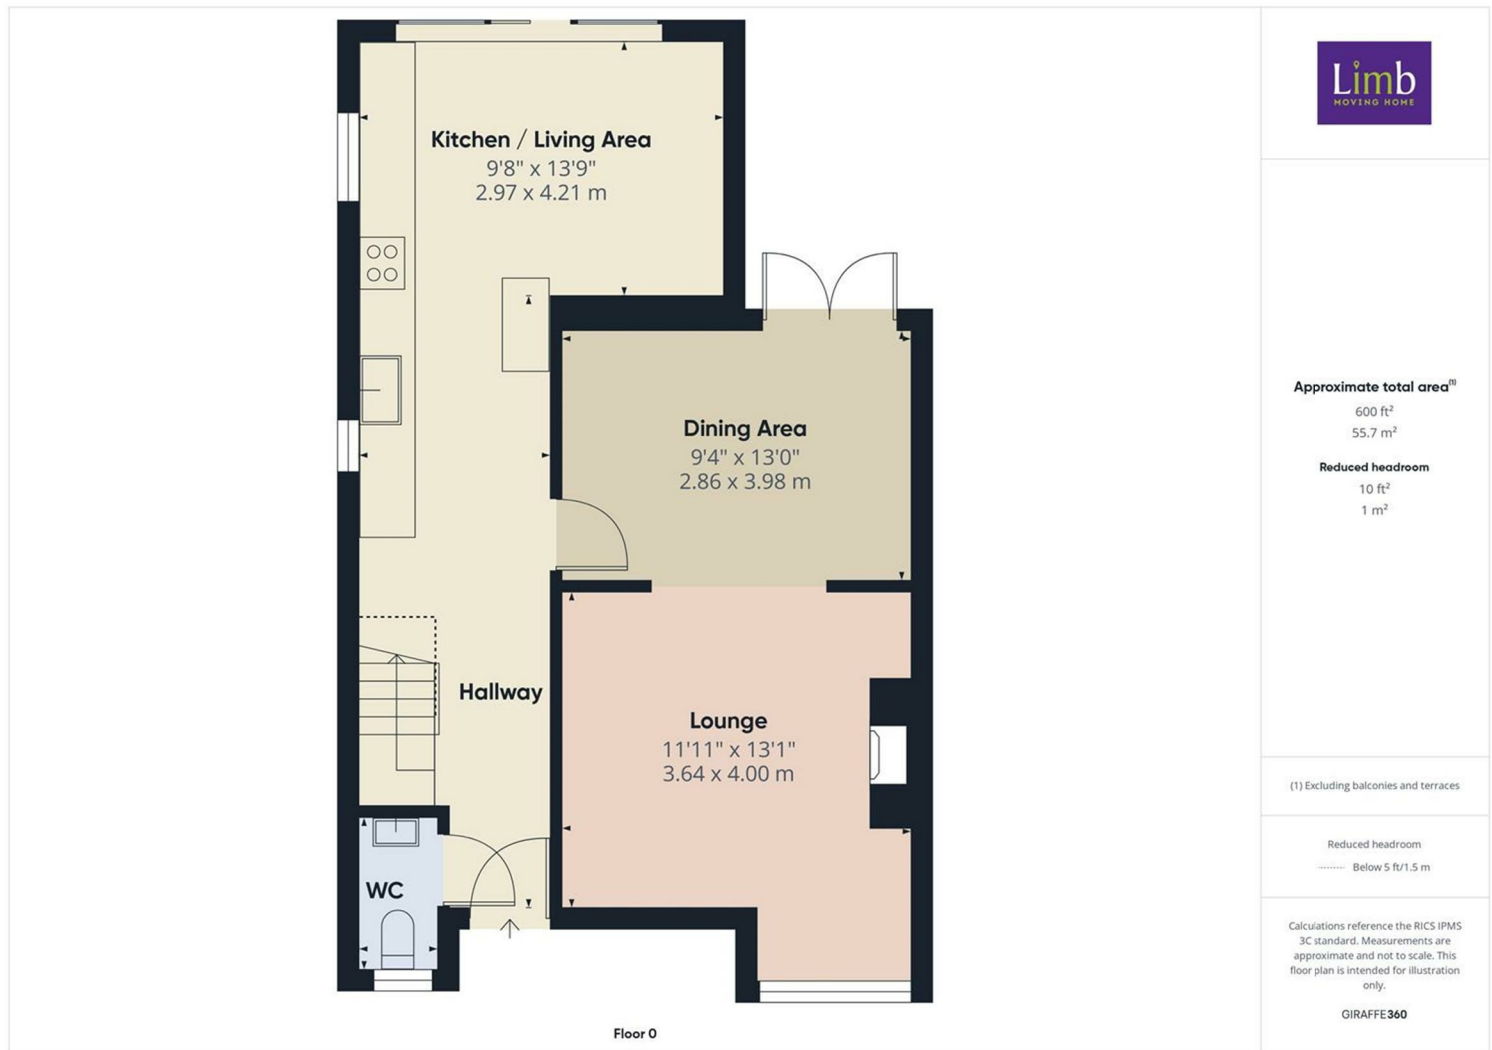 Kitchen / Living Area
9'8" x 13'9"
2.97 x 4.21 m
Dining Area
9'4" x 13'0"
2.86 x 3.98 m
Hallway
Lounge
11'11" x 13'1"
3.64 x 4.00 m
WC
Floor 0
Limb
MOVING HOME
Approximate total area(1)
600 ft²
55.7 m²
Reduced headroom
10 ft²
1 m²
(1) Excluding balconies and terraces
Reduced headroom
Below 5 ft/1.5 m
Calculations reference the RICS IPMS
3C standard. Measurements are
approximate and not to scale. This
floor plan is intended for illustration
only.
GIRAFFE360